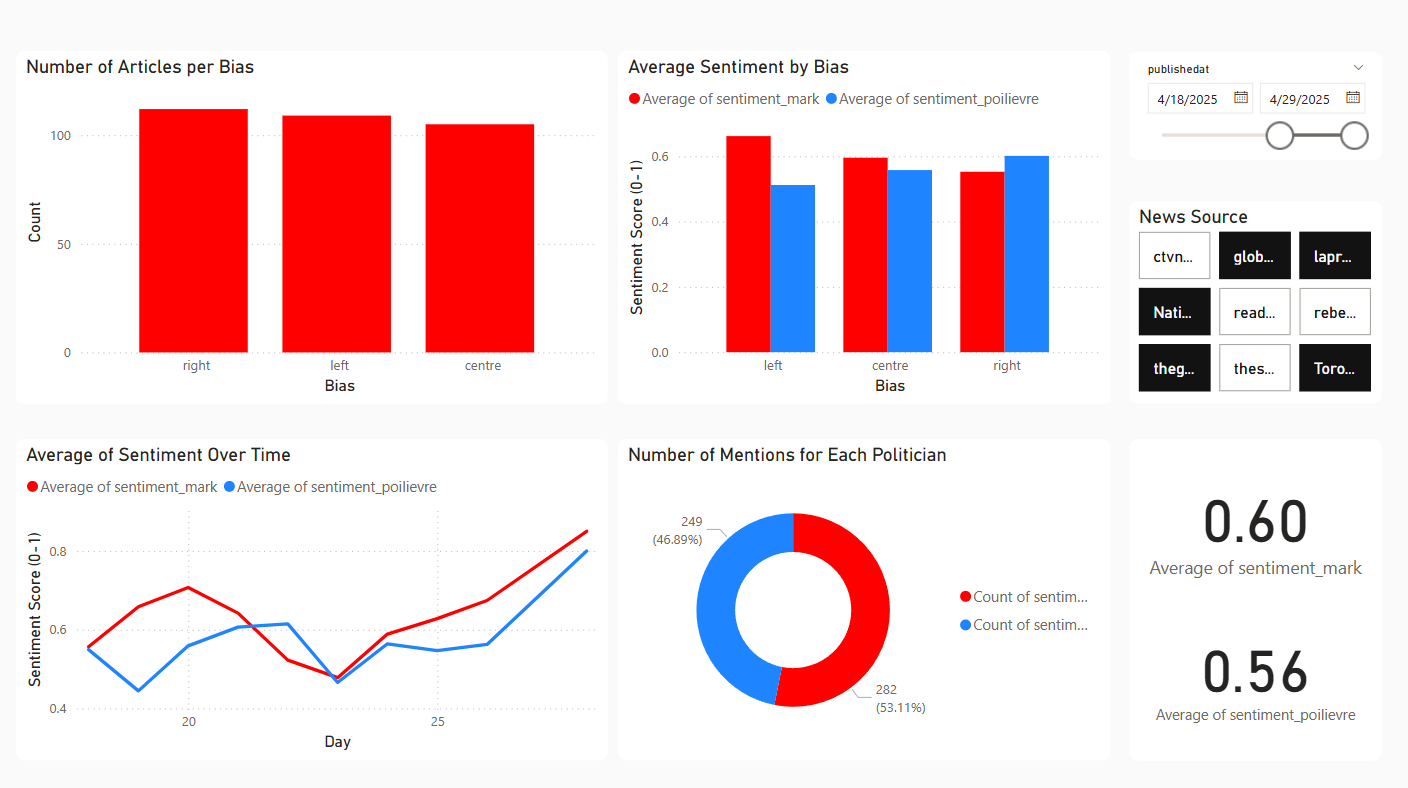 Number of Articles per Bias
Count
100
50
0
right left centre
Bias
Average Sentiment by Bias
Average of sentiment_mark Average of sentiment_poilievre
Sentiment Score (0-1)
0.6
0.4
0.2
0.0
left centre right
Bias
publishedat
4/18/2025 4/29/2025
News Source
ctvn... glob... lapr...
Nati... read... rebe...
theg... thes... Toro...
Average of Sentiment Over Time
Average of sentiment_mark Average of sentiment_poilievre
Sentiment Score (0-1)
0.8
0.6
0.4
20 25
Day
Number of Mentions for Each Politician
249
(46.89%)
282
(53.11%)
Count of sentim...
Count of sentim...
0.60
Average of sentiment_mark
0.56
Average of sentiment_poilievre